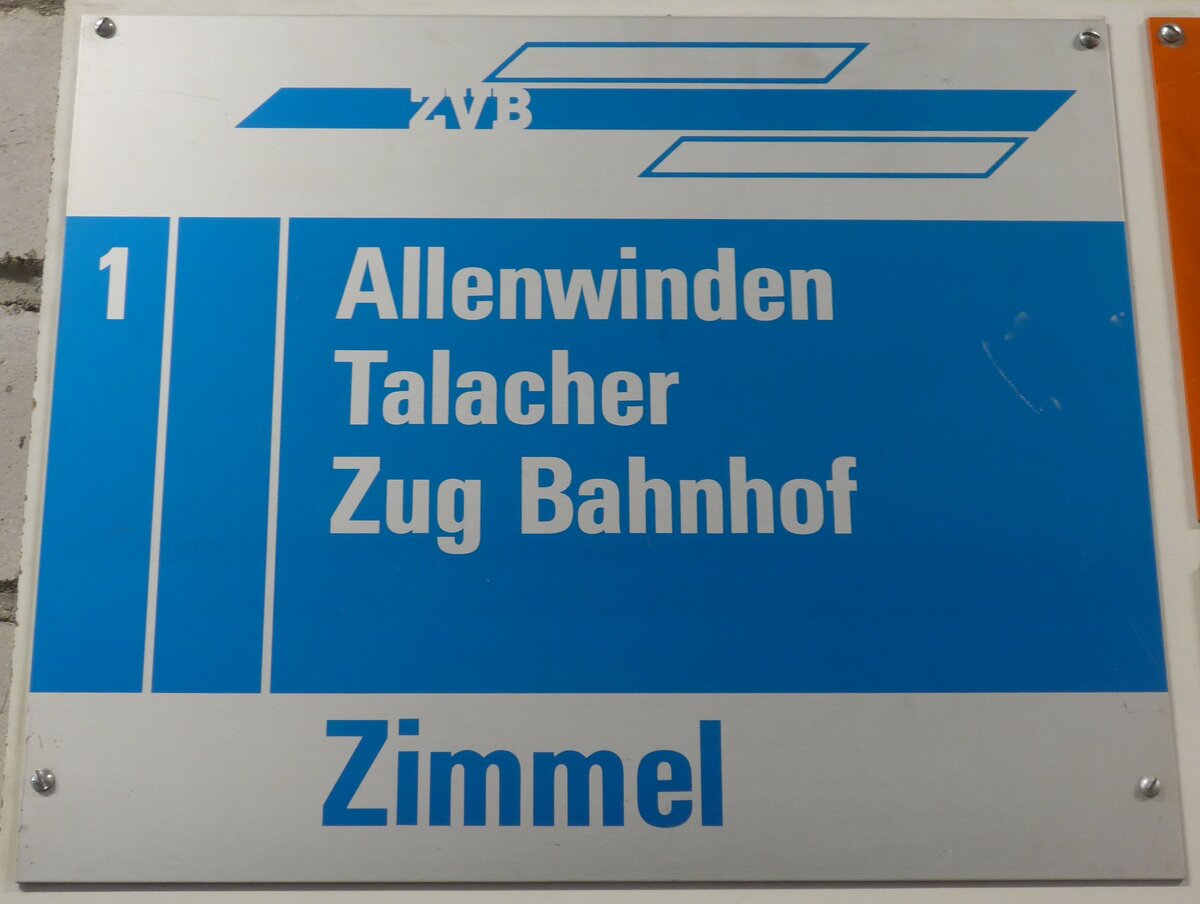 ZVB
1 Allenwinden
Talacher
Zug Bahnhof
Zimmel